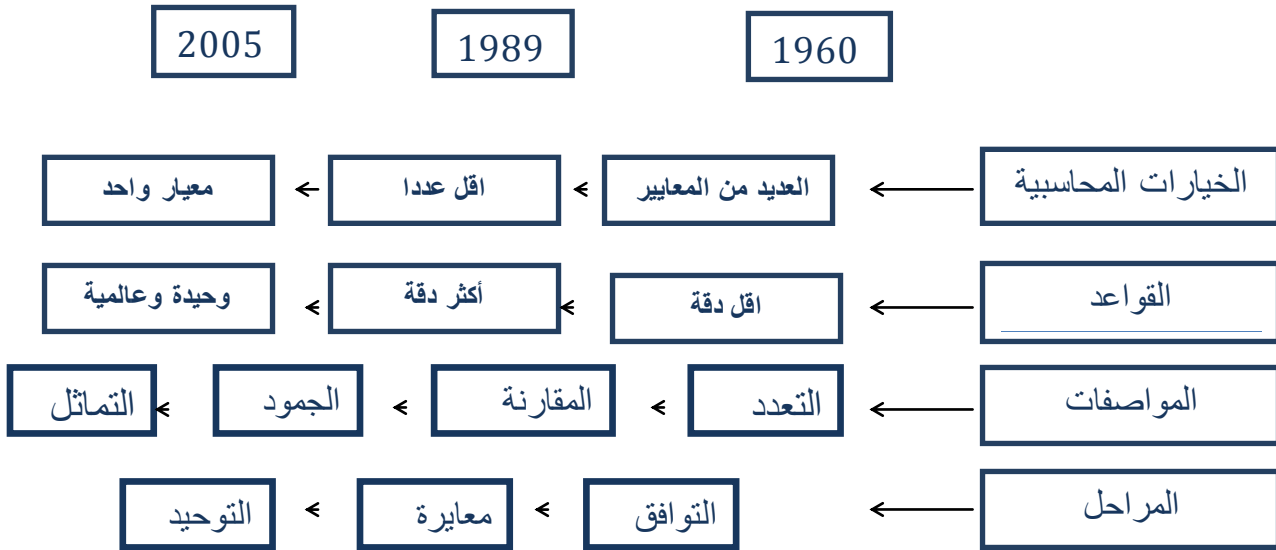 1960
1989
2005
الخيارات المحاسبية
العديد من المعايير
اقل عددا
معيار واحد
القواعد
اقل دقة
أكثر دقة
وحيدة وعالمية
المواصفات
التعدد
المقارنة
الجمود
التماثل
المراحل
التوافق
معايرة
التوحيد